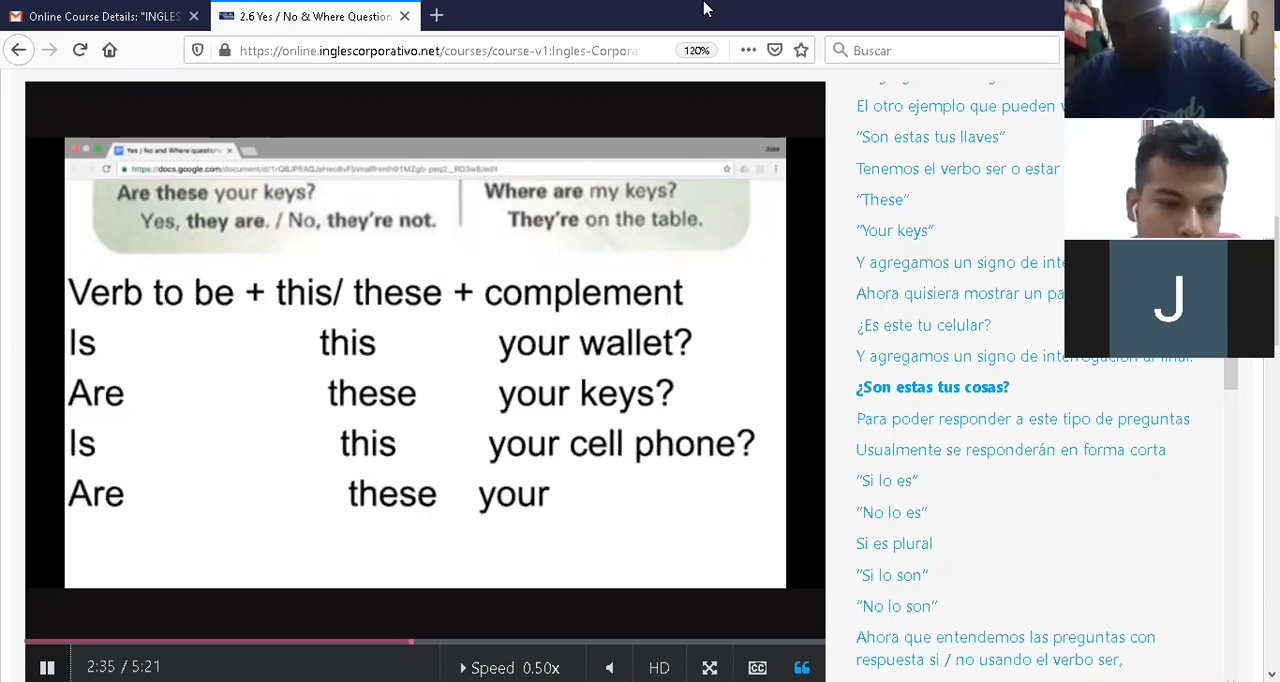 Online Course Details: "INGLES
2.6 Yes / No & Where Question
https://online.inglescorporativo.net/courses/course-v1:Ingles-Corpora
120%
Buscar
Yes / No and Where question
Jose
Are these your keys?
Yes, they are. / No, they're not.
Where are my keys?
They're on the table.
Verb to be + this/ these + complement
Is this your wallet?
Are these your keys?
Is this your cell phone?
Are these your
2:35 / 5:21
Speed 0.50x
HD
CC
El otro ejemplo que pueden
"Son estas tus llaves"
Tenemos el verbo ser o estar
"These"
"Your keys"
Y agregamos un signo de
Ahora quisiera mostrar un
¿Es este tu celular?
Y agregamos un signo de interrogación al final.
¿Son estas tus cosas?
Para poder responder a este tipo de preguntas
Usualmente se responderán en forma corta
"Si lo es"
"No lo es"
Si es plural
"Si lo son"
"No lo son"
Ahora que entendemos las preguntas con
respuesta si / no usando el verbo ser,
J